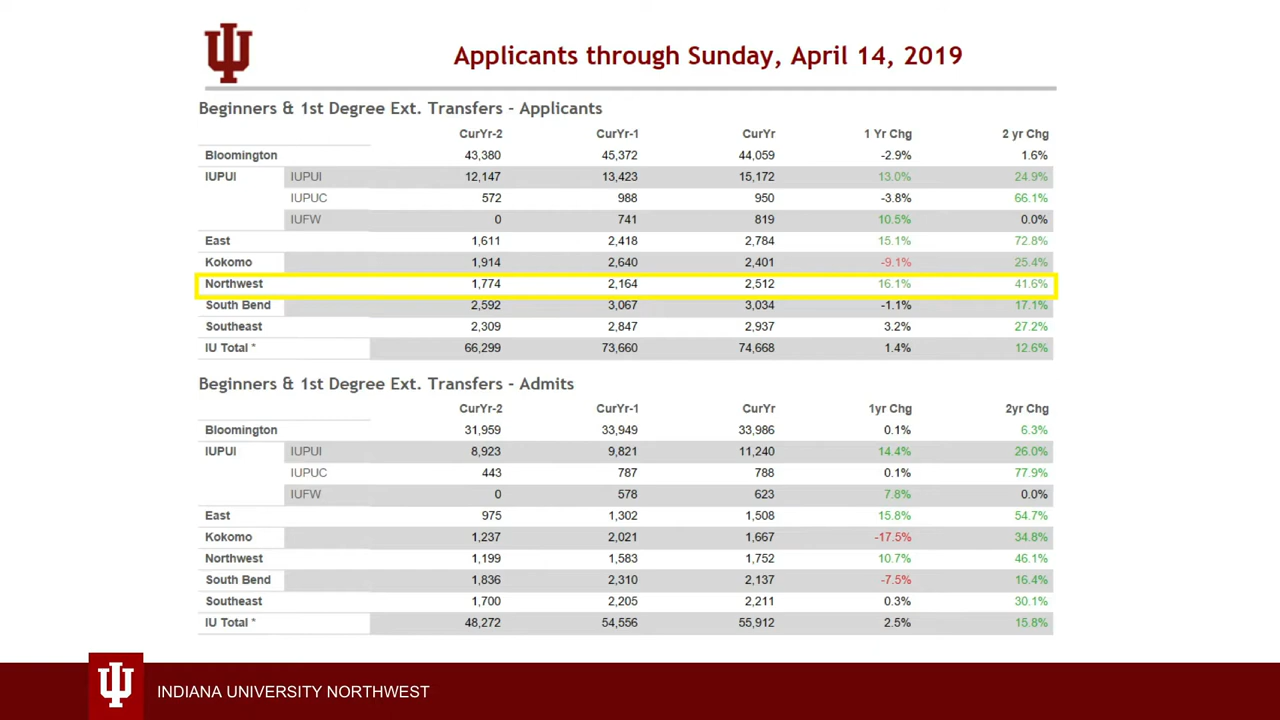 Applicants through Sunday, April 14, 2019
Beginners & 1st Degree Ext. Transfers - Applicants
CurYr-2 CurYr-1 CurYr 1 Yr Chg 2 yr Chg
Bloomington 43,380 45,372 44,059 -2.9% 1.6%
IUPUI IUPUI 12,147 13,423 15,172 13.0% 24.9%
IUPUC 572 988 950 -3.8% 66.1%
IUFW 0 741 819 10.5% 0.0%
East 1,611 2,418 2,784 15.1% 72.8%
Kokomo 1,914 2,640 2,401 -9.1% 25.4%
Northwest 1,774 2,164 2,512 16.1% 41.6%
South Bend 2,592 3,067 3,034 -1.1% 17.1%
Southeast 2,309 2,847 2,937 3.2% 27.2%
IU Total * 66,299 73,660 74,668 1.4% 12.6%
Beginners & 1st Degree Ext. Transfers - Admits
CurYr-2 CurYr-1 CurYr 1yr Chg 2yr Chg
Bloomington 31,959 33,949 33,986 0.1% 6.3%
IUPUI IUPUI 8,923 9,821 11,240 14.4% 26.0%
IUPUC 443 787 788 0.1% 77.9%
IUFW 0 578 623 7.8% 0.0%
East 975 1,302 1,508 15.8% 54.7%
Kokomo 1,237 2,021 1,667 -17.5% 34.8%
Northwest 1,199 1,583 1,752 10.7% 46.1%
South Bend 1,836 2,310 2,137 -7.5% 16.4%
Southeast 1,700 2,205 2,211 0.3% 30.1%
IU Total * 48,272 54,556 55,912 2.5% 15.8%
INDIANA UNIVERSITY NORTHWEST